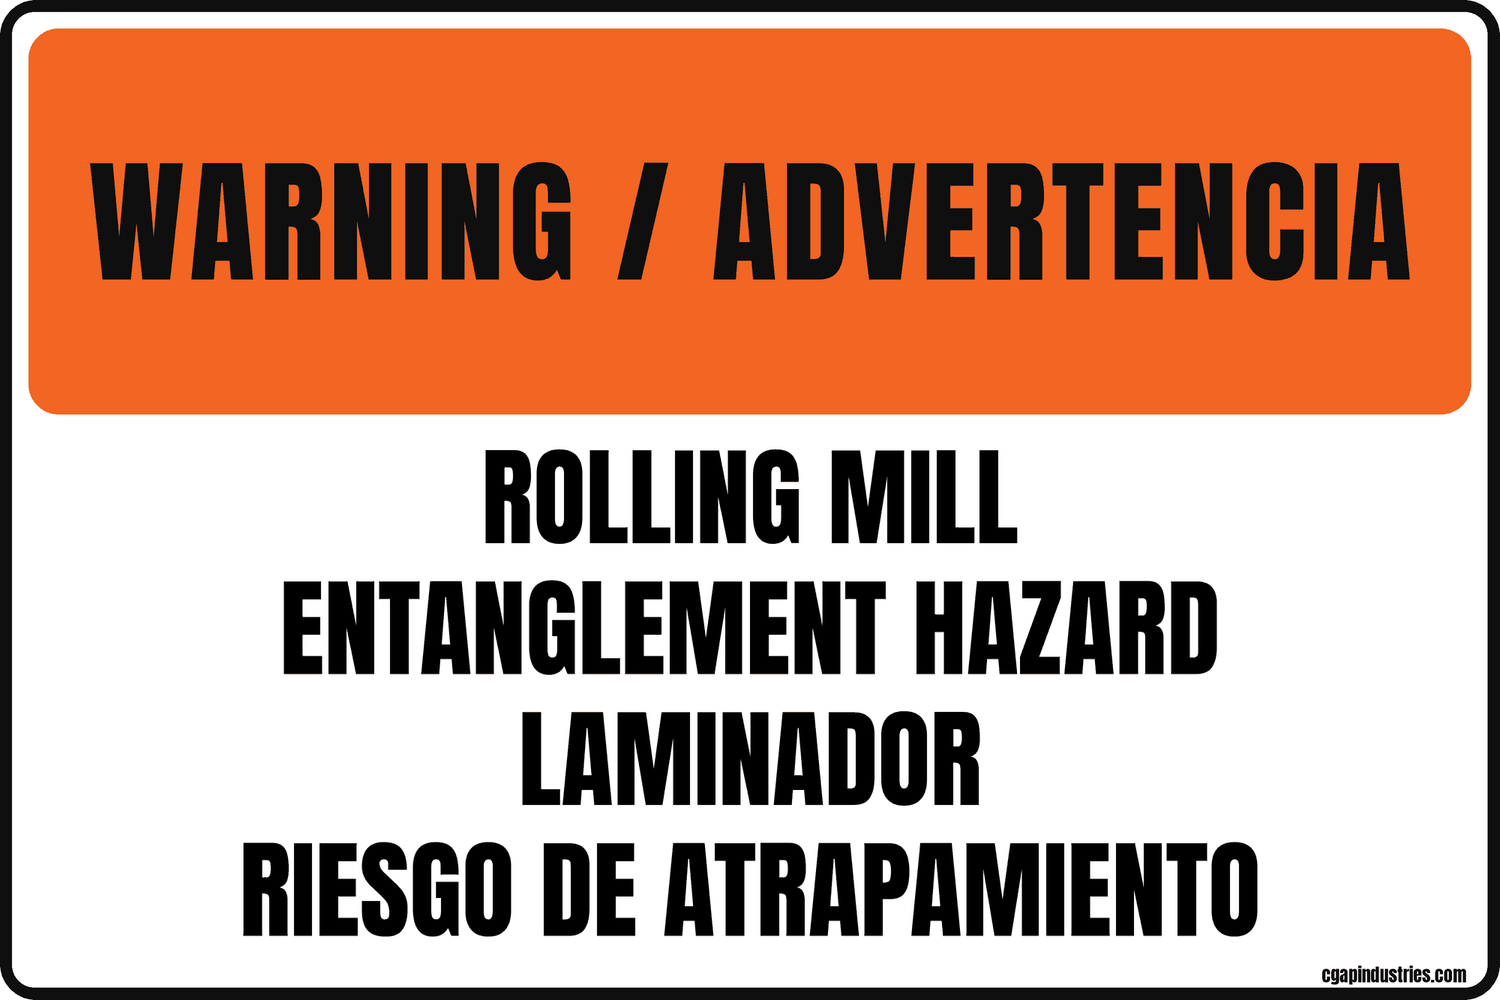 WARNING / ADVERTENCIA
ROLLING MILL
ENTANGLEMENT HAZARD
LAMINADOR
RIESGO DE ATRAPAMIENTO
cgapindustries.com